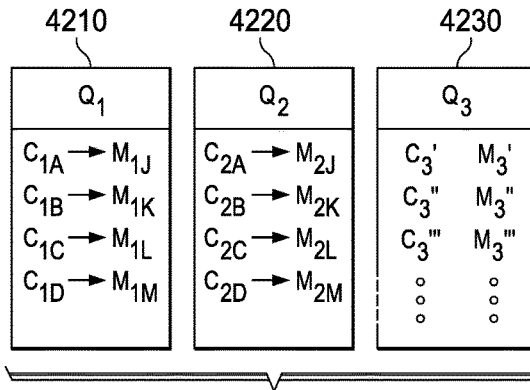 4210 4220 4230
Q₁ Q₂ Q₃
C₁A → M₁J C₂A → M₂J C₃' M₃'
C₁B → M₁K C₂B → M₂K C₃" M₃"
C₁C → M₁L C₂C → M₂L C₃''' M₃'''
C₁D → M₁M C₂D → M₂M